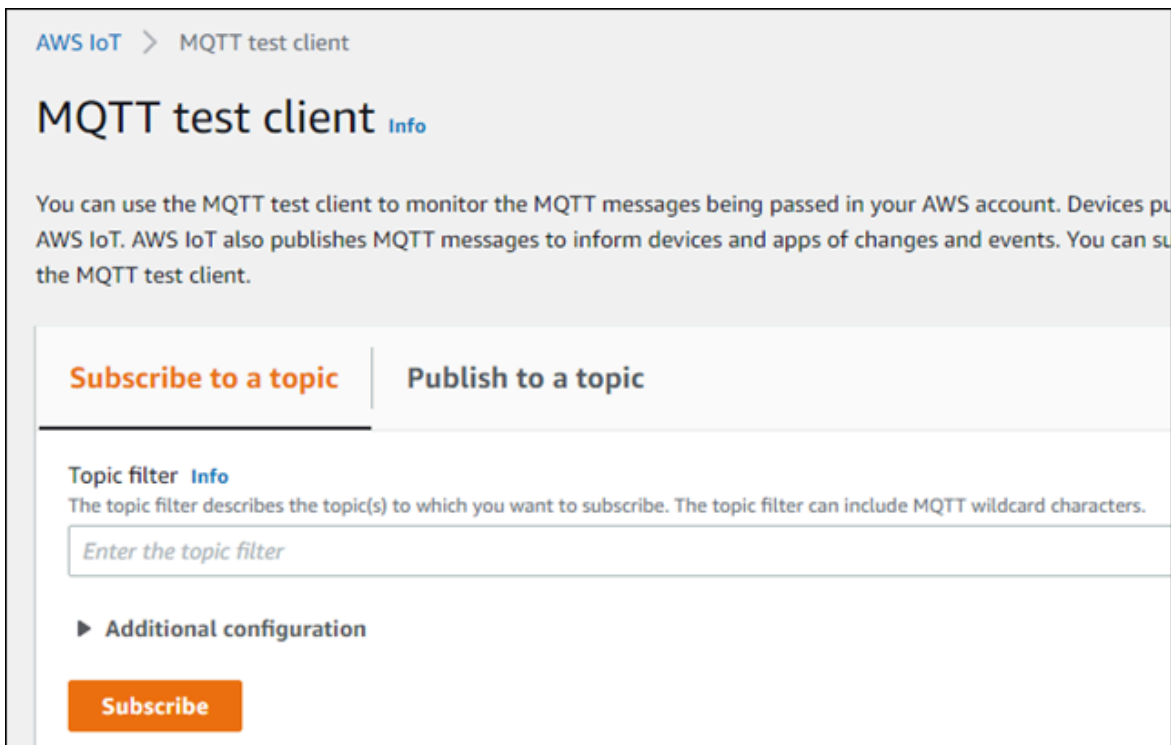 AWS IoT > MQTT test client
MQTT test client Info
You can use the MQTT test client to monitor the MQTT messages being passed in your AWS account. Devices pu
AWS IoT. AWS IoT also publishes MQTT messages to inform devices and apps of changes and events. You can su
the MQTT test client.
Subscribe to a topic Publish to a topic
Topic filter Info
The topic filter describes the topic(s) to which you want to subscribe. The topic filter can include MQTT wildcard characters.
Enter the topic filter
Additional configuration
Subscribe